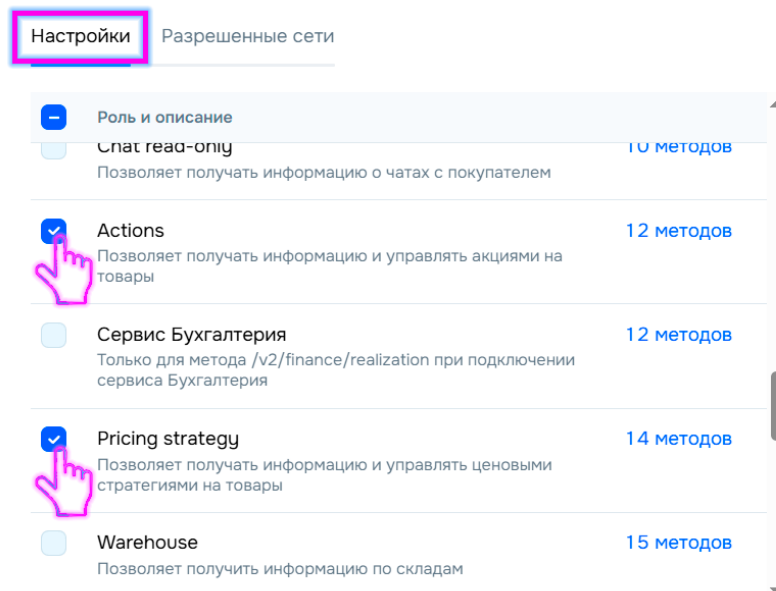 Настройки Разрешенные сети
Роль и описание
Chat read-only 10 методов
Позволяет получать информацию о чатах с покупателем
Actions 12 методов
Позволяет получать информацию и управлять акциями на
товары
Сервис Бухгалтерия 12 методов
Только для метода /v2/finance/realization при подключении
сервиса Бухгалтерия
Pricing strategy 14 методов
Позволяет получать информацию и управлять ценовыми
стратегиями на товары
Warehouse 15 методов
Позволяет получить информацию по складам